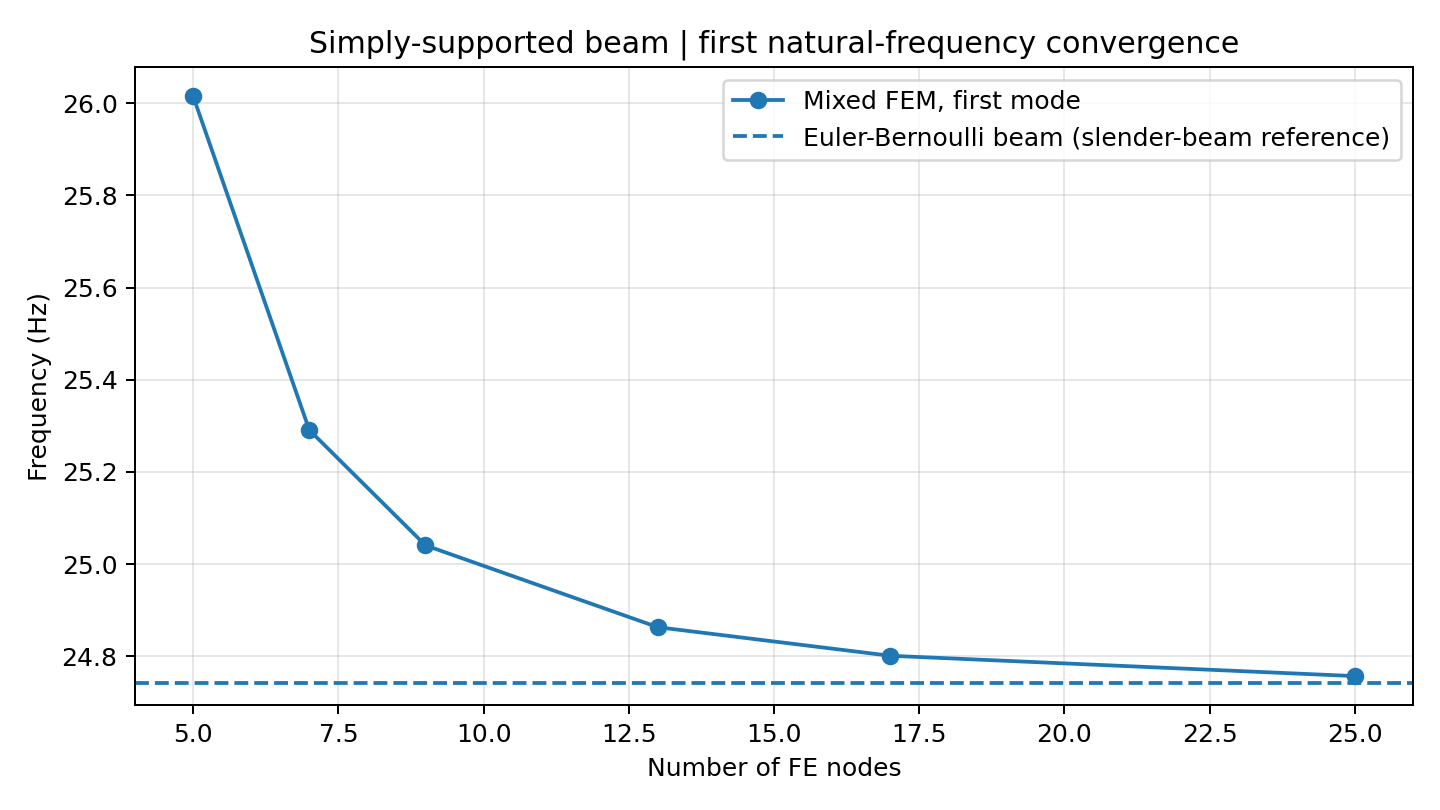 Simply-supported beam | first natural-frequency convergence
Mixed FEM, first mode
Euler-Bernoulli beam (slender-beam reference)
Frequency (Hz)
26.0
25.8
25.6
25.4
25.2
25.0
24.8
5.0 7.5 10.0 12.5 15.0 17.5 20.0 22.5 25.0
Number of FE nodes